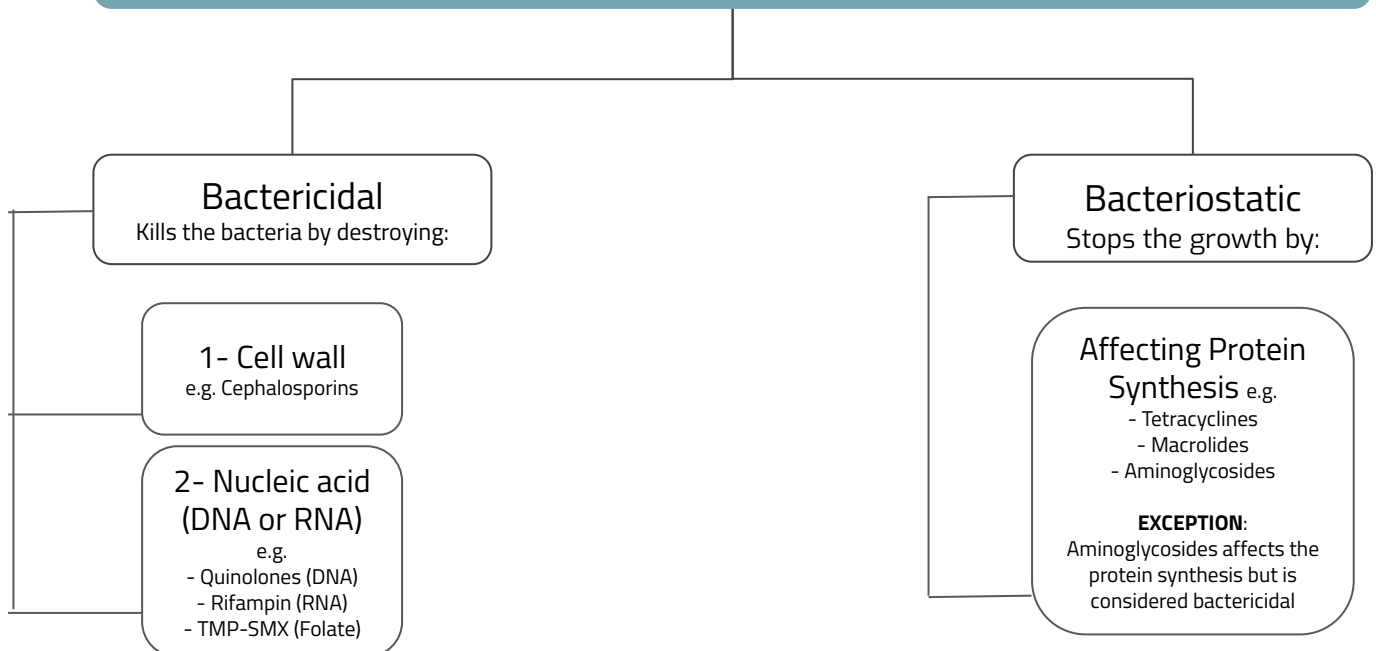 Bactericidal
Kills the bacteria by destroying:
1- Cell wall
e.g. Cephalosporins
2- Nucleic acid
(DNA or RNA)
e.g.
- Quinolones (DNA)
- Rifampin (RNA)
- TMP-SMX (Folate)
Bacteriostatic
Stops the growth by:
Affecting Protein
Synthesis e.g.
- Tetracyclines
- Macrolides
- Aminoglycosides
EXCEPTION:
Aminoglycosides affects the
protein synthesis but is
considered bactericidal